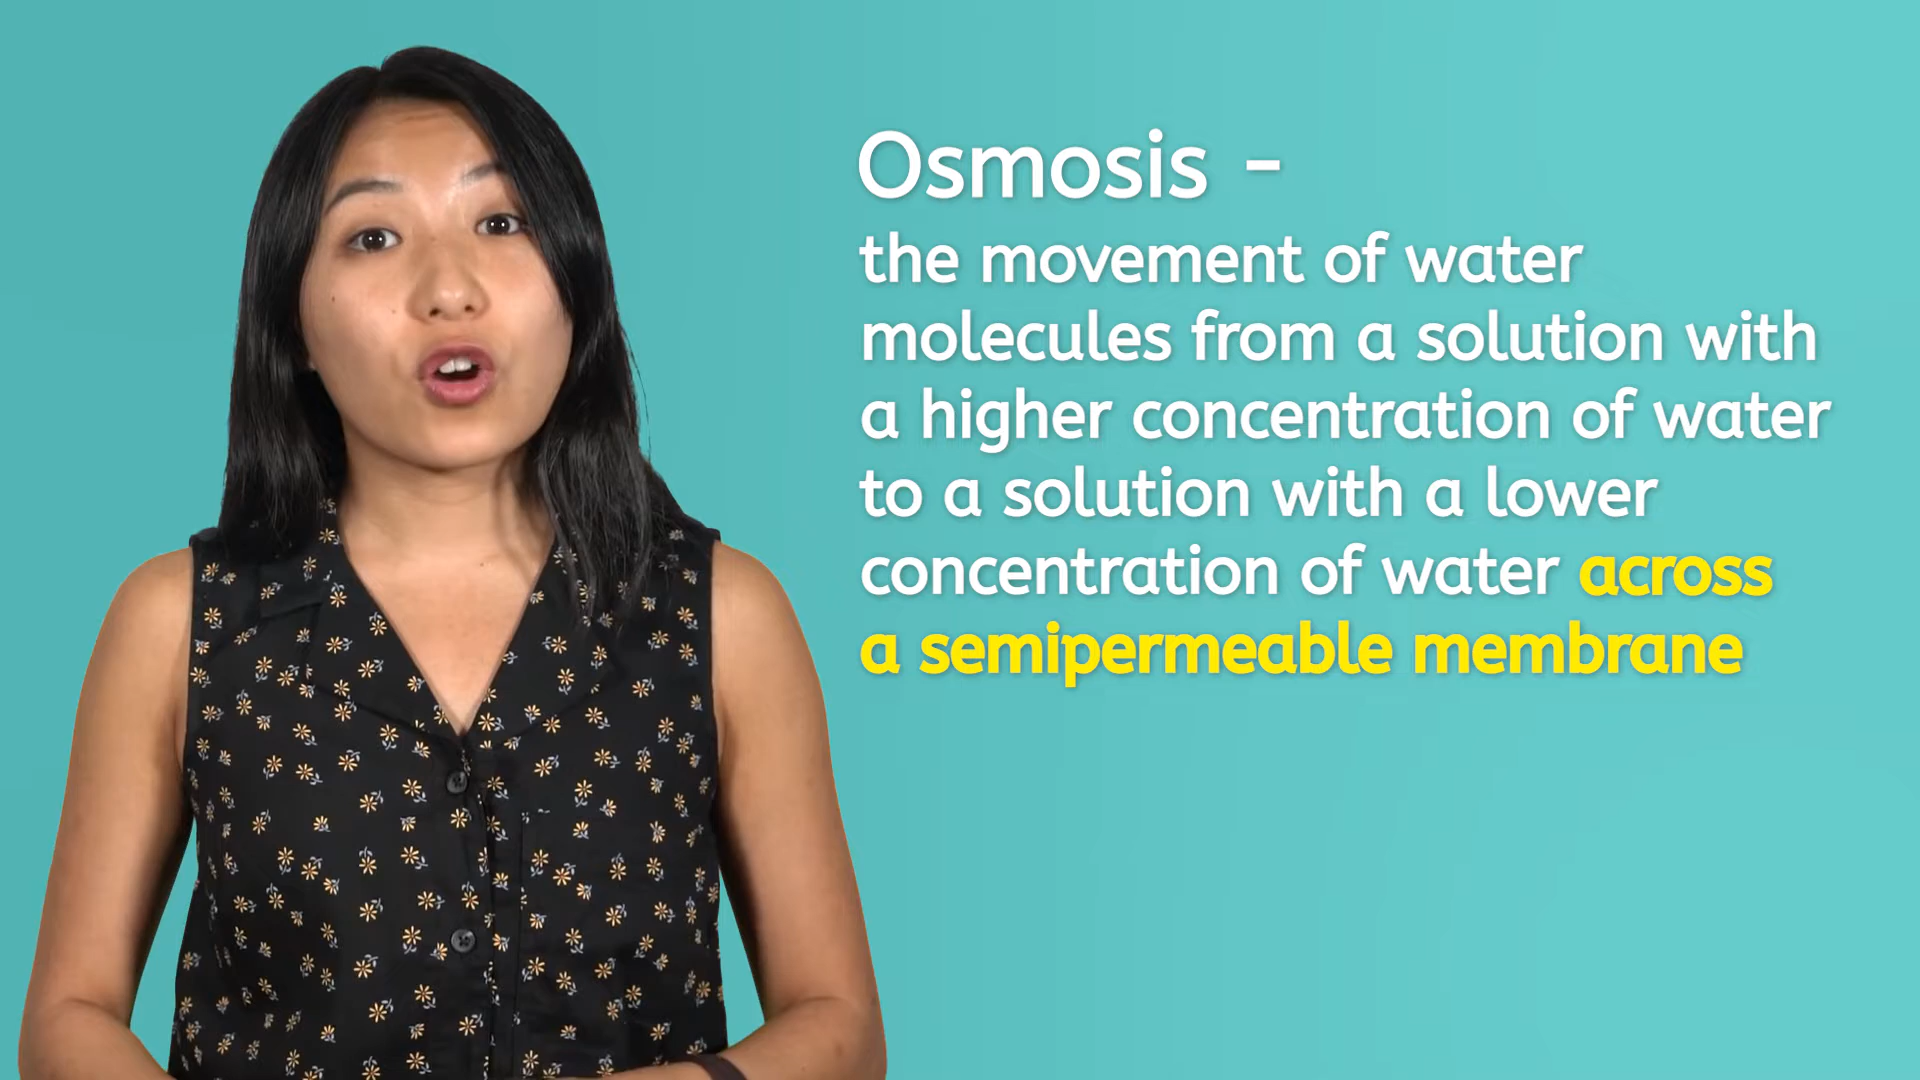 Osmosis -
the movement of water
molecules from a solution with
a higher concentration of water
to a solution with a lower
concentration of water across
a semipermeable membrane